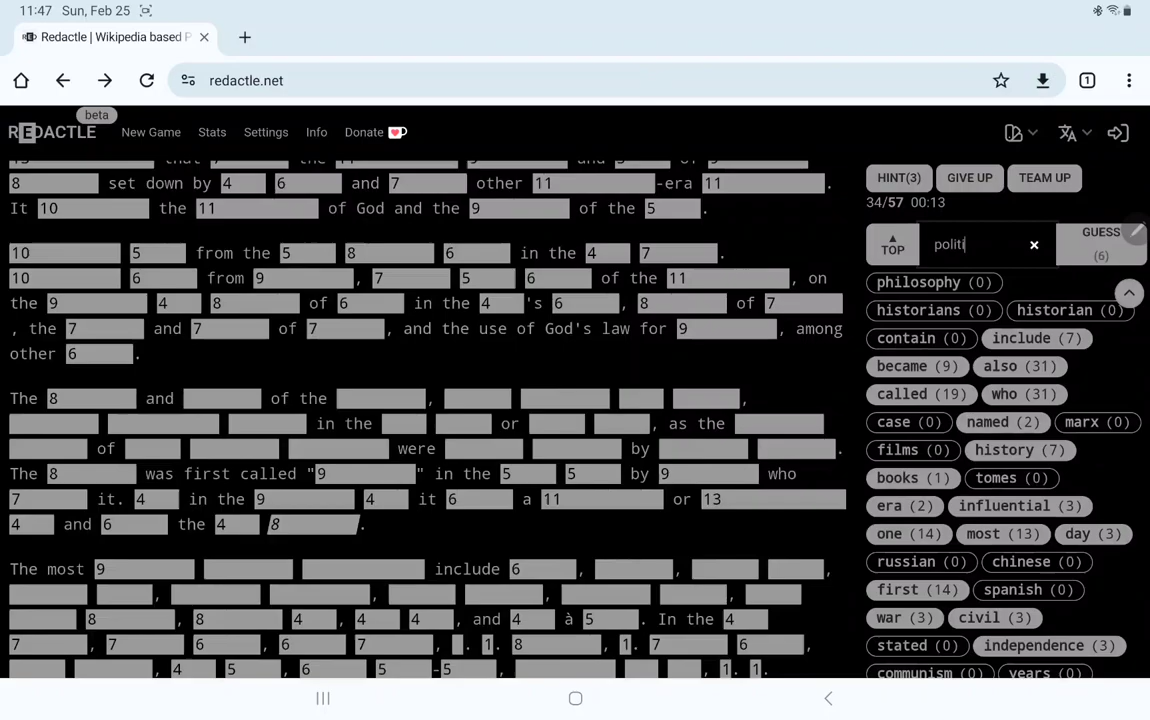 11:47 Sun, Feb 25
Redactle | Wikipedia based P
redactle.net
beta
REDACTLE New Game Stats Settings Info Donate
8 set down by 4 6 and 7 other 11 -era 11 .
It 10 the 11 of God and the 9 of the 5 .
10 5 from the 5 8 6 in the 4 7 .
10 6 from 9 , 7 5 6 of the 11 , on
the 9 4 8 of 6 in the 4 's 6 , 8 of 7
, the 7 and 7 of 7 , and the use of God's law for 9 , among
other 6 .
The 8 and of the , ,
in the or , as the
of were by .
The 8 was first called "9 " in the 5 5 by 9 who
7 it. 4 in the 9 4 it 6 a 11 or 13
4 and 6 the 4 8 .
The most 9 include 6 , , ,
, , , , ,
8 , 8 4 , 4 4 , and 4 à 5 . In the 4
7 , 7 6 6 7 , . 1. 8 , 1. 7 6 ,
, 4 5 , 6 5 -5 , , 1. 1.
HINT(3) GIVE UP TEAM UP
34/57 00:13
▲ TOP politi × GUESS (6)
philosophy (0)
historians (0) historian (0)
contain (0) include (7)
became (9) also (31)
called (19) who (31)
case (0) named (2) marx (0)
films (0) history (7)
books (1) tomes (0)
era (2) influential (3)
one (14) most (13) day (3)
russian (0) chinese (0)
first (14) spanish (0)
war (3) civil (3)
stated (0) independence (3)
communism (0) years (0)